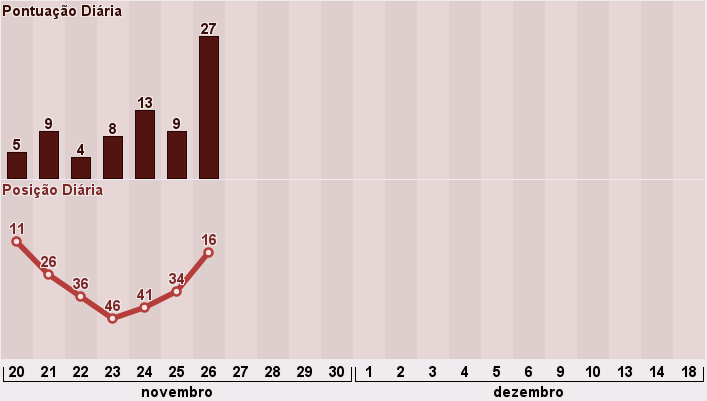 Pontuação Diária
5 9 4 8 13 9 27
Posição Diária
11 26 36 46 41 34 16
20 21 22 23 24 25 26 27 28 29 30 1 2 3 4 5 6 9 10 13 14 18
novembro dezembro